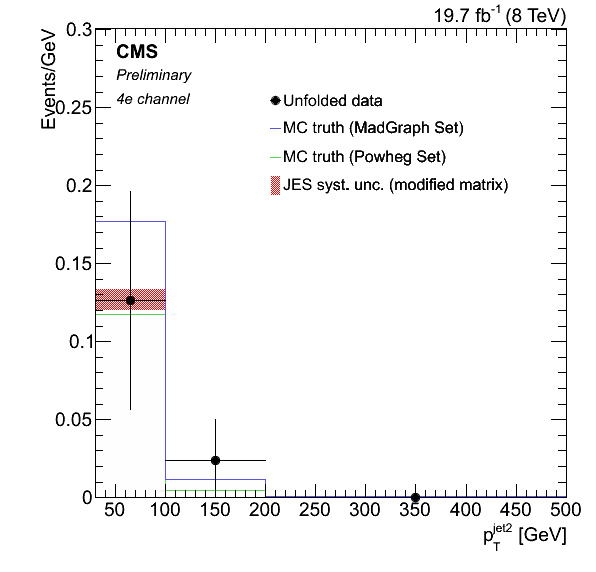 19.7 fb⁻¹ (8 TeV)
Events/GeV
CMS
Preliminary
4e channel
Unfolded data
MC truth (MadGraph Set)
MC truth (Powheg Set)
JES syst. unc. (modified matrix)
0.3
0.25
0.2
0.15
0.1
0.05
0
50 100 150 200 250 300 350 400 450 500
p_T^jet2 [GeV]